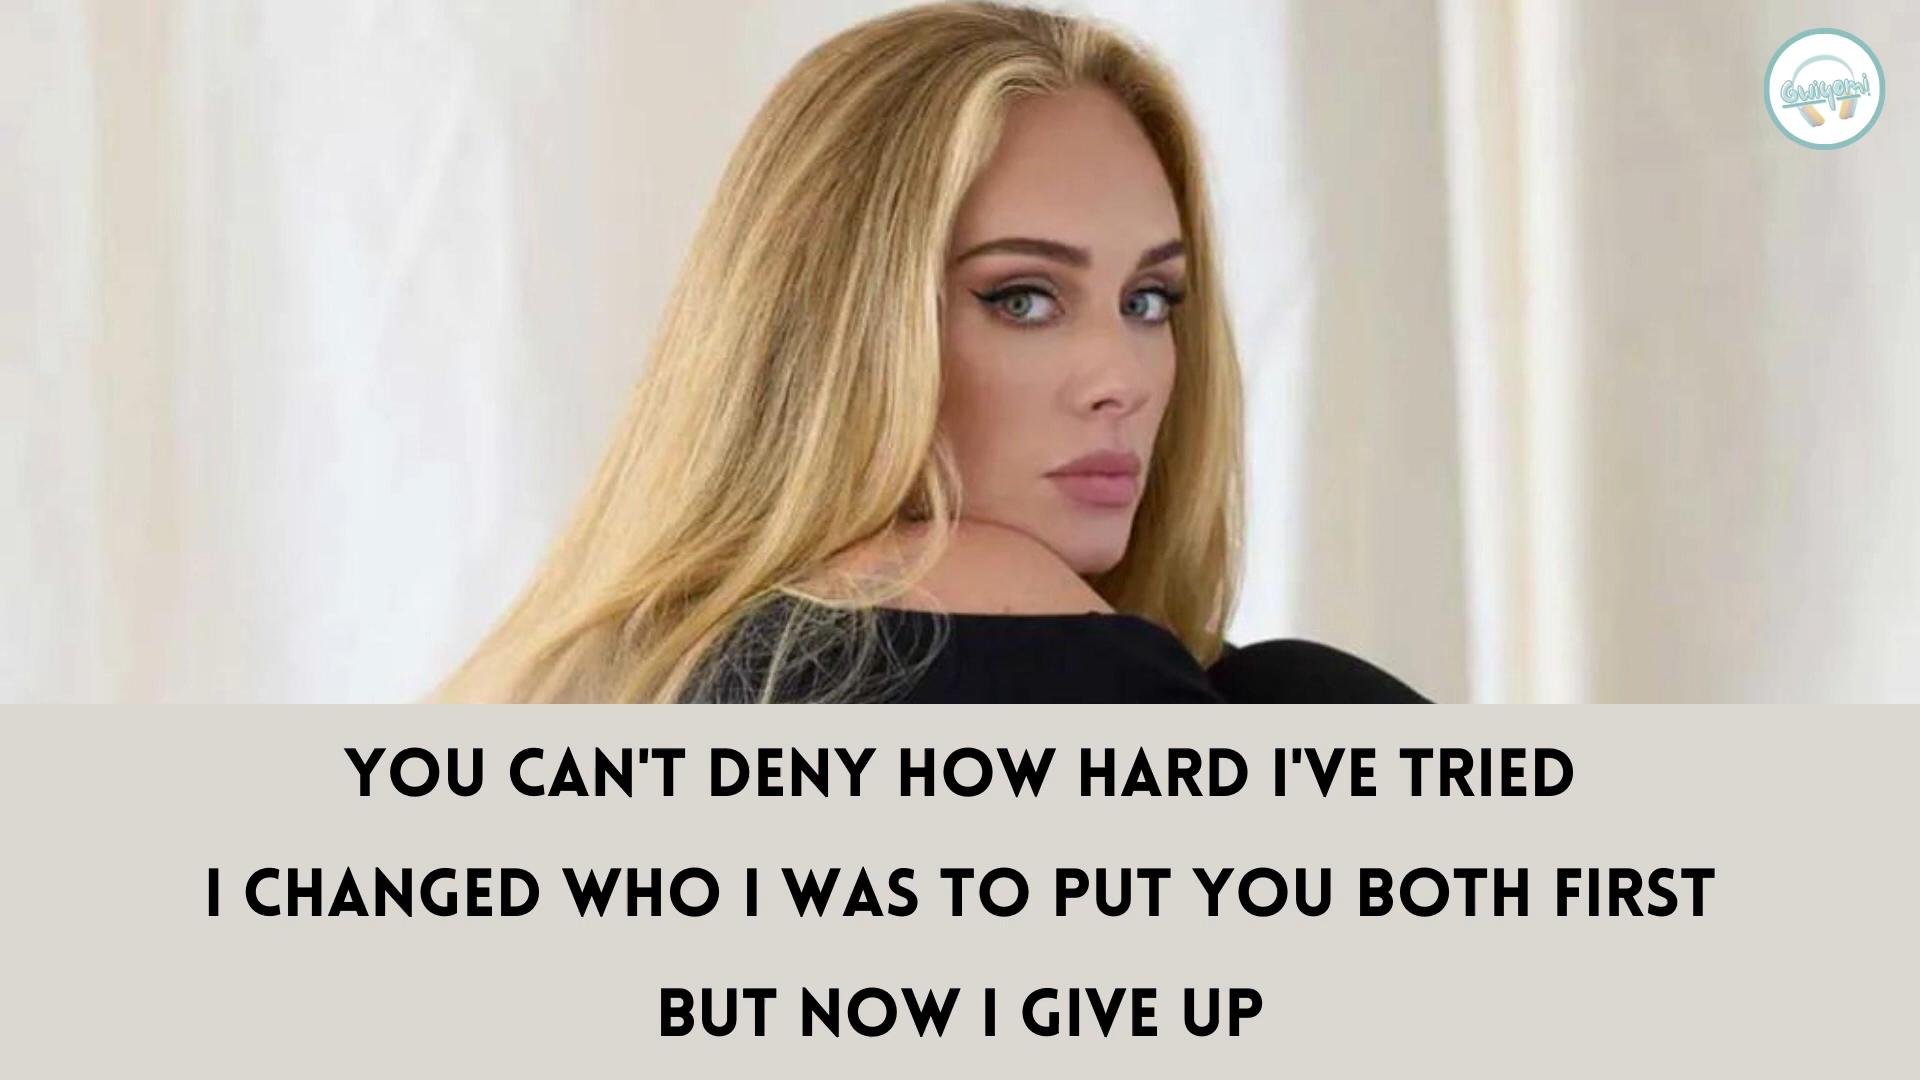 Gwiyomi
YOU CAN'T DENY HOW HARD I'VE TRIED
I CHANGED WHO I WAS TO PUT YOU BOTH FIRST
BUT NOW I GIVE UP